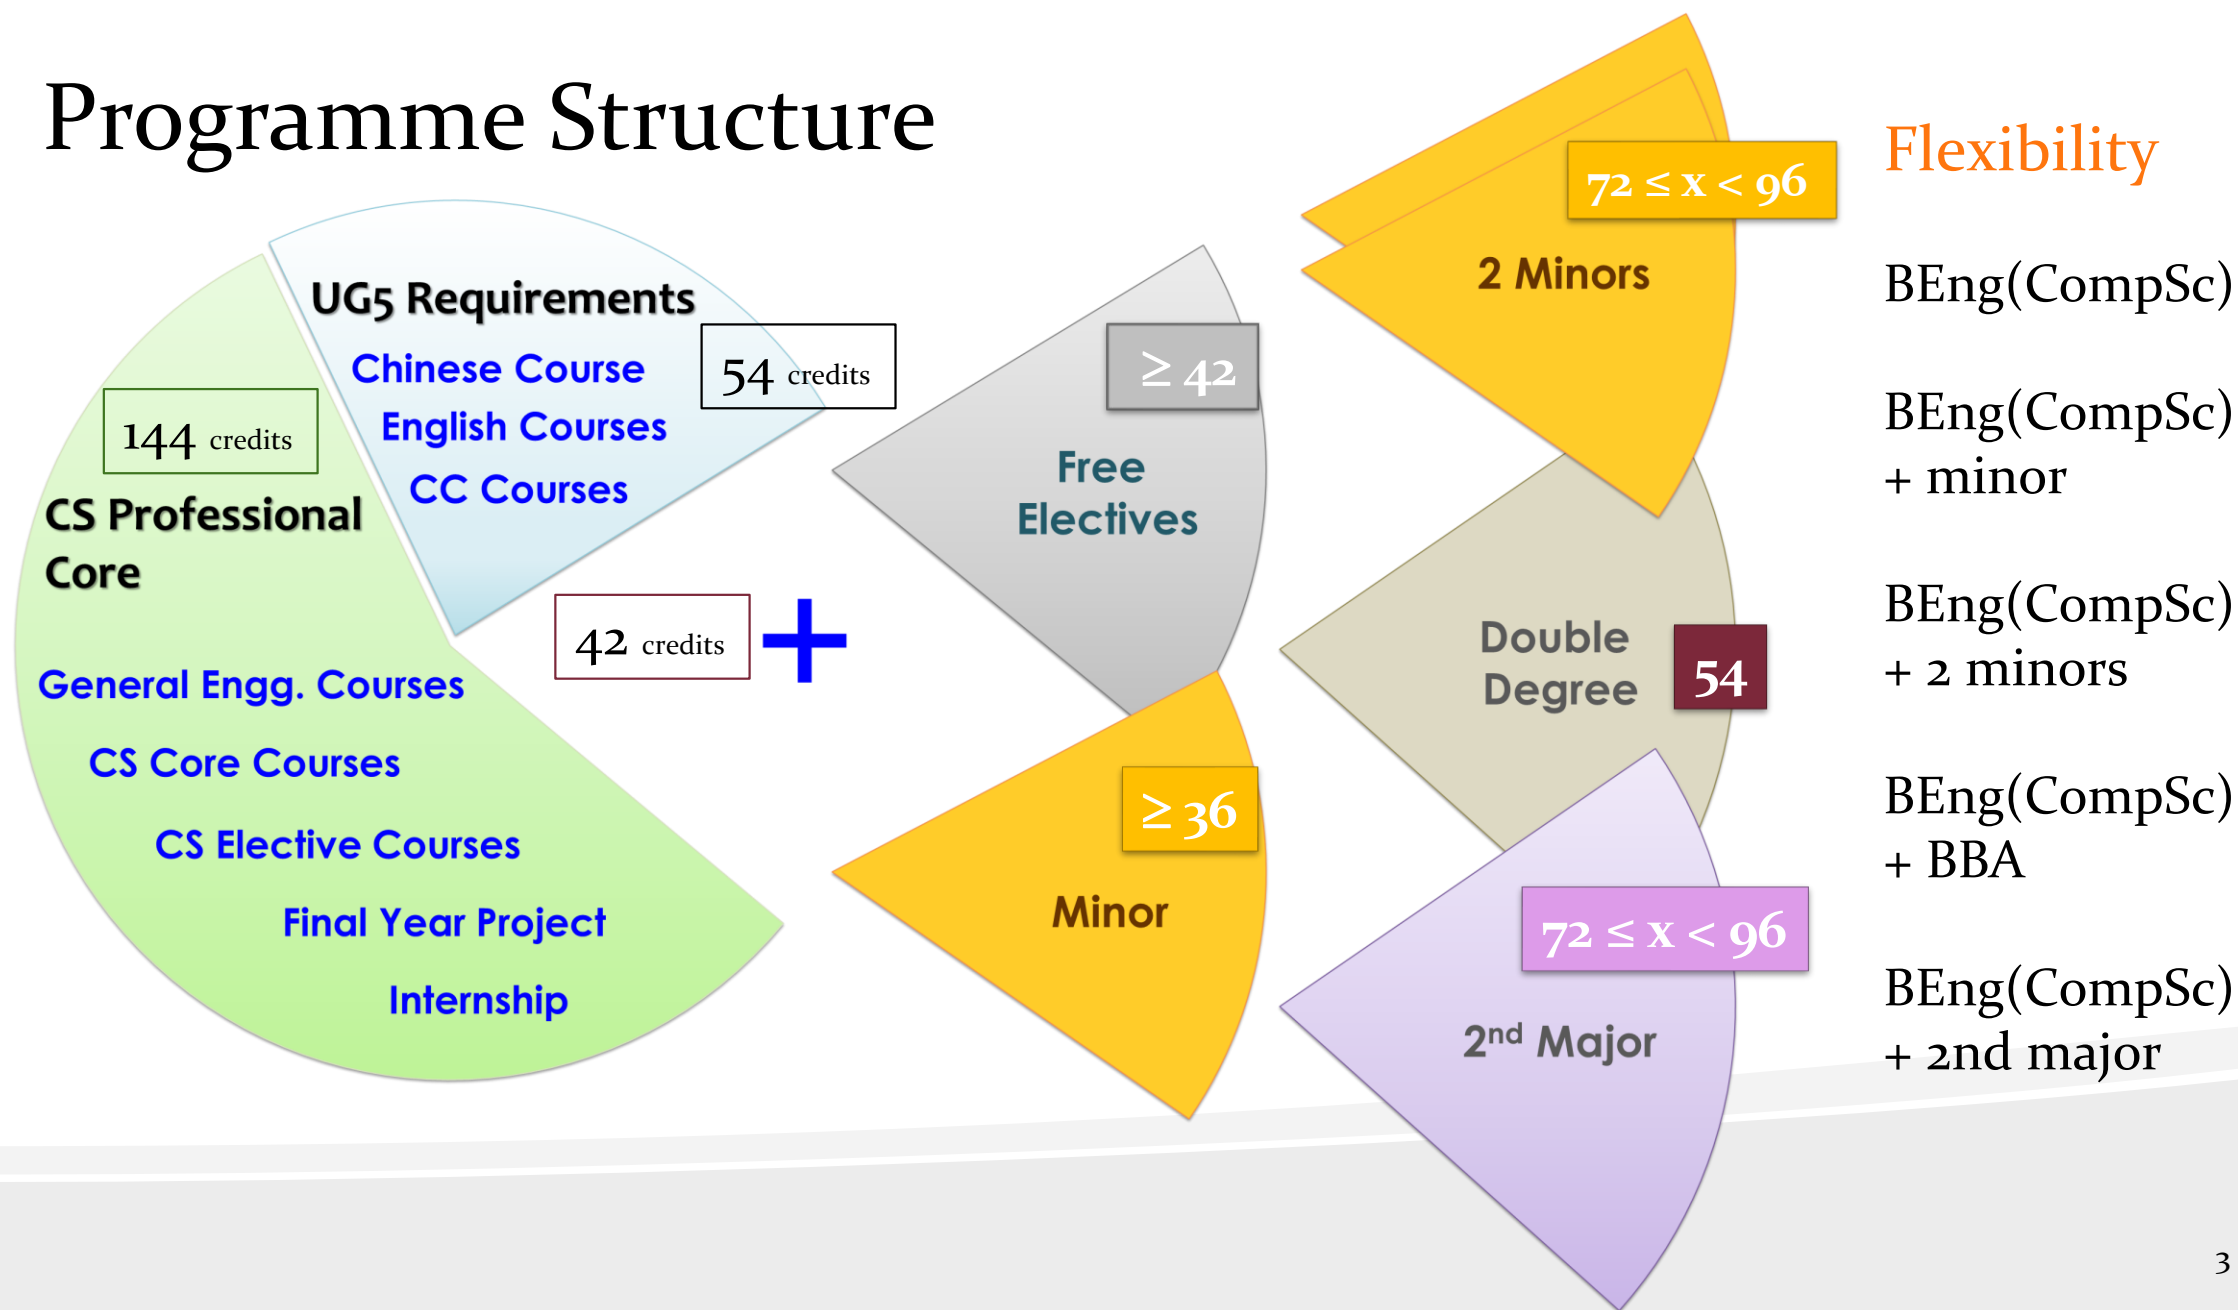 Programme Structure
UG5 Requirements
Chinese Course
English Courses
CC Courses
54 credits
144 credits
CS Professional
Core
General Engg. Courses
CS Core Courses
CS Elective Courses
Final Year Project
Internship
42 credits
+
≥ 42
Free
Electives
≥ 36
Minor
72 ≤ x < 96
2 Minors
Double
Degree
54
72 ≤ x < 96
2nd Major
Flexibility
BEng(CompSc)
BEng(CompSc)
+ minor
BEng(CompSc)
+ 2 minors
BEng(CompSc)
+ BBA
BEng(CompSc)
+ 2nd major
3